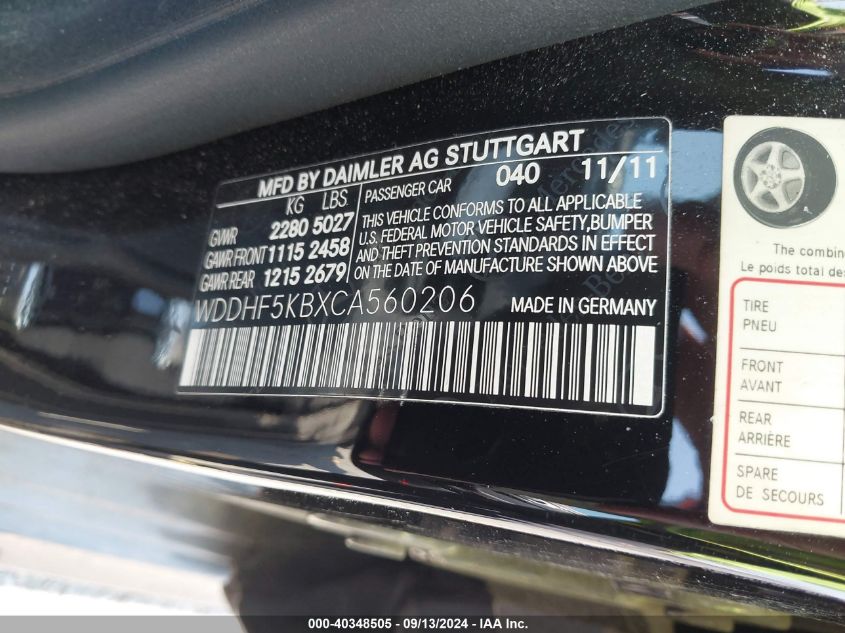 MFD BY DAIMLER AG STUTTGART
KG LBS.
GVWR 2280 5027
GAWR FRONT 1115 2458
GAWR REAR 1215 2679
PASSENGER CAR 040 11/11
THIS VEHICLE CONFORMS TO ALL APPLICABLE
U.S. FEDERAL MOTOR VEHICLE SAFETY,BUMPER
AND THEFT PREVENTION STANDARDS IN EFFECT
ON THE DATE OF MANUFACTURE SHOWN ABOVE
WDDHF5KBXCA560206 MADE IN GERMANY
The combin
Le poids total de
TIRE
PNEU
FRONT
AVANT
REAR
ARRIÈRE
SPARE
DE SECOURS
000-40348505 - 09/13/2024 - IAA Inc.